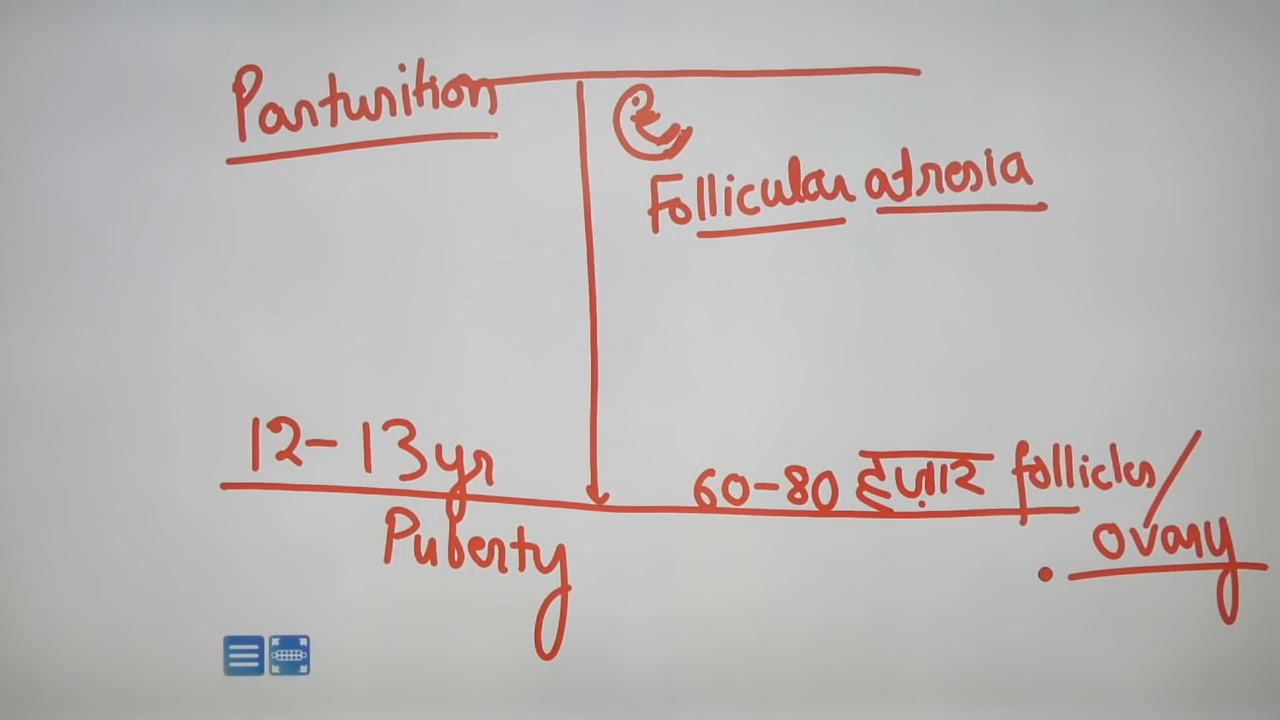 Parturition
Follicular atresia
12-13 yr
60-80 हज़ार follicles/
ovary
Puberty